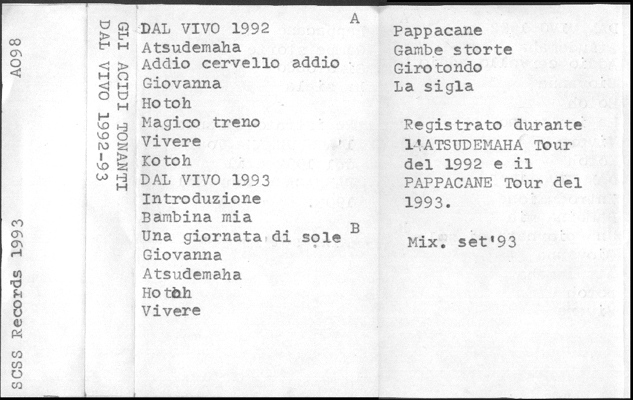 SCSS Records 1993
A098
GLI ACIDI TONANTI
DAL VIVO 1992-93
A
DAL VIVO 1992
Atsudemaha
Addio cervello addio
Giovanna
Hotoh
Magico treno
Vivere
Kotoh
DAL VIVO 1993
Introduzione
Bambina mia
Una giornata di sole
B
Giovanna
Atsudemaha
Hotoh
Vivere
Pappacane
Gambe storte
Girotondo
La sigla
Registrato durante
l'ATSUDEMAHA Tour
del 1992 e il
PAPPACANE Tour del
1993.
Mix. set'93